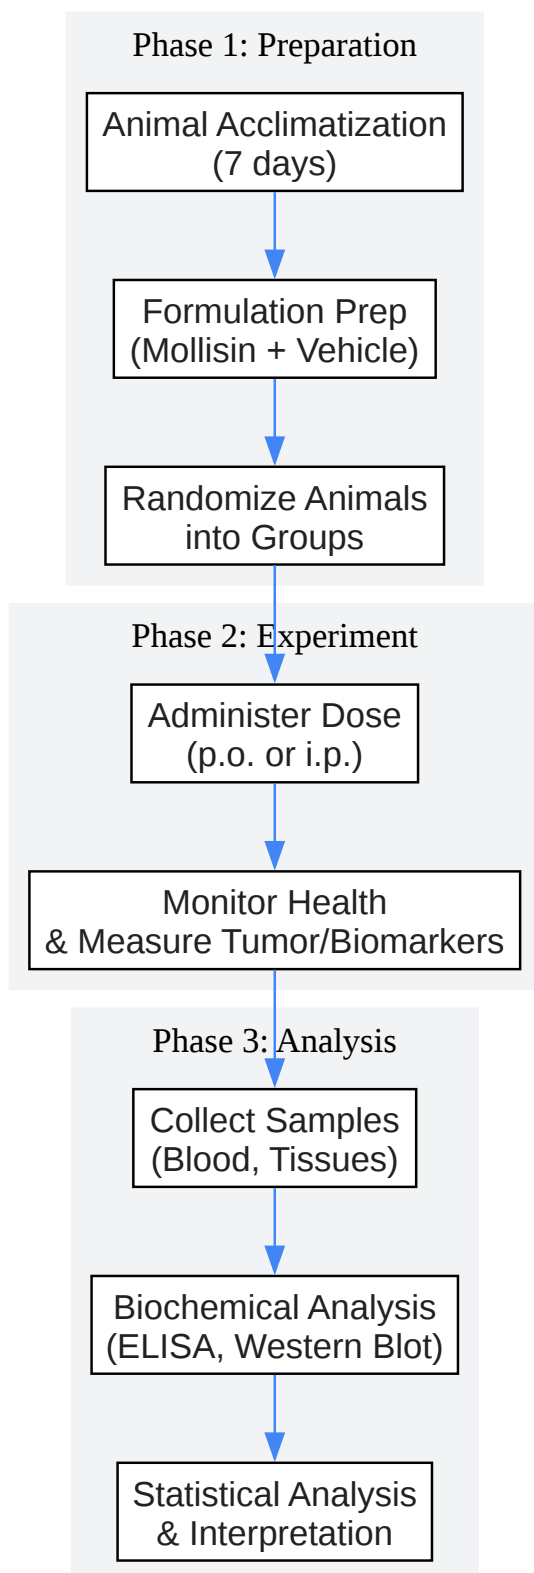 Phase 1: Preparation
Animal Acclimatization
(7 days)
Formulation Prep
(Mollisin + Vehicle)
Randomize Animals
into Groups
Phase 2: Experiment
Administer Dose
(p.o. or i.p.)
Monitor Health
& Measure Tumor/Biomarkers
Phase 3: Analysis
Collect Samples
(Blood, Tissues)
Biochemical Analysis
(ELISA, Western Blot)
Statistical Analysis
& Interpretation